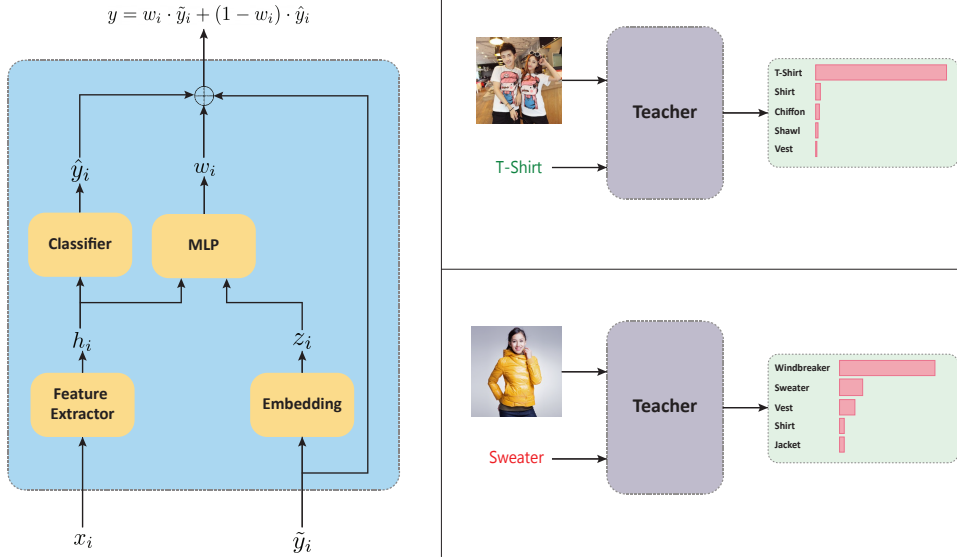 y = w_i · ỹ_i + (1 − w_i) · ŷ_i
ŷ_i
w_i
Classifier
MLP
h_i
z_i
Feature
Extractor
Embedding
x_i
ỹ_i
T-Shirt
Teacher
T-Shirt
Shirt
Chiffon
Shawl
Vest
Sweater
Teacher
Windbreaker
Sweater
Vest
Shirt
Jacket